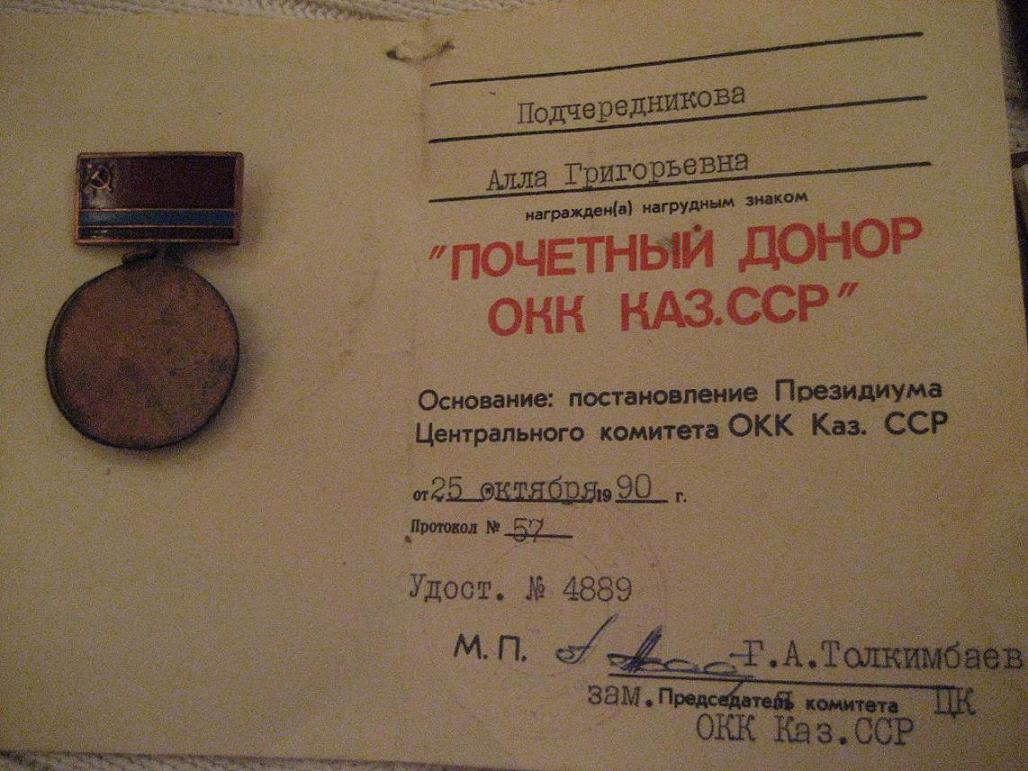 Подчередникова
Алла Григорьевна
награжден(а) нагрудным знаком
"ПОЧЕТНЫЙ ДОНОР
ОКК КАЗ.ССР"
Основание: постановление Президиума
Центрального комитета ОКК Каз. ССР
от 25 октября 19 90 г.
Протокол № 57
Удост. № 4889
М. П. Г.А.Толкимбаев
зам. Председателя комитета ЦК
ОКК Каз.ССР